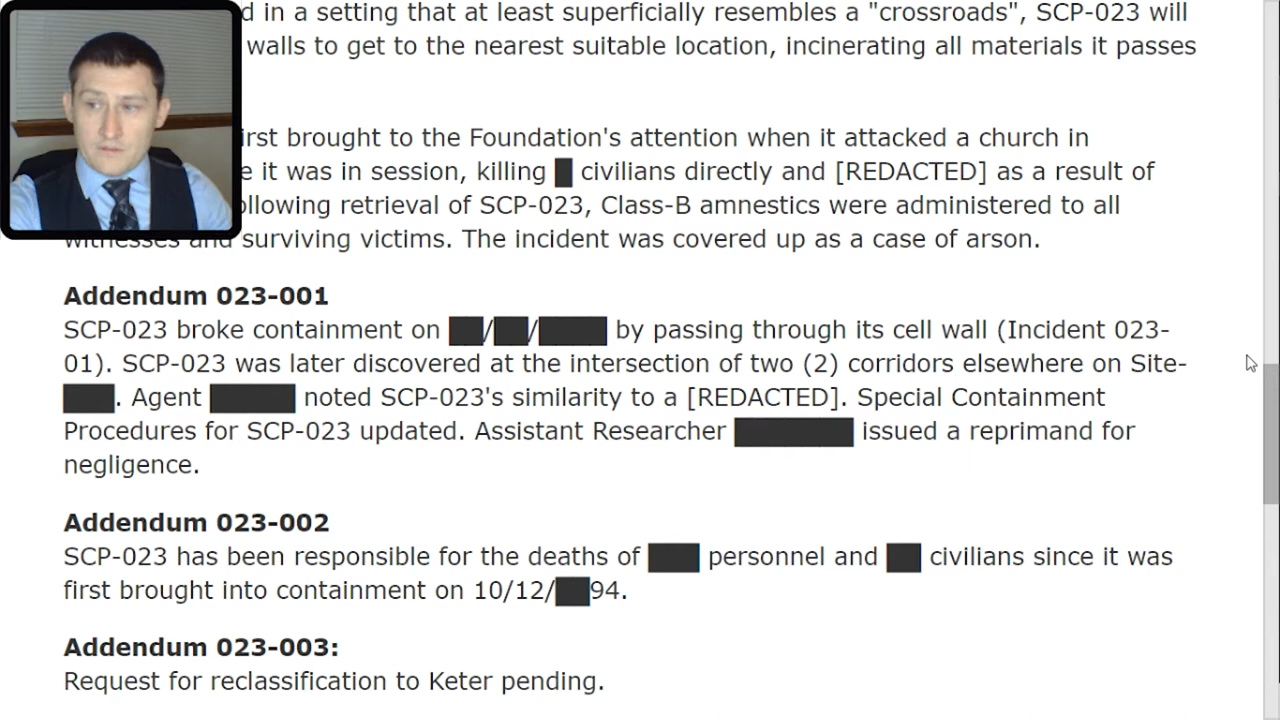 d in a setting that at least superficially resembles a "crossroads", SCP-023 will
walls to get to the nearest suitable location, incinerating all materials it passes
irst brought to the Foundation's attention when it attacked a church in
e it was in session, killing █ civilians directly and [REDACTED] as a result of
ollowing retrieval of SCP-023, Class-B amnestics were administered to all
witnesses and surviving victims. The incident was covered up as a case of arson.
Addendum 023-001
SCP-023 broke containment on ██/██/████ by passing through its cell wall (Incident 023-
01). SCP-023 was later discovered at the intersection of two (2) corridors elsewhere on Site-
███. Agent █████ noted SCP-023's similarity to a [REDACTED]. Special Containment
Procedures for SCP-023 updated. Assistant Researcher ███████ issued a reprimand for
negligence.
Addendum 023-002
SCP-023 has been responsible for the deaths of ███ personnel and ██ civilians since it was
first brought into containment on 10/12/██94.
Addendum 023-003:
Request for reclassification to Keter pending.